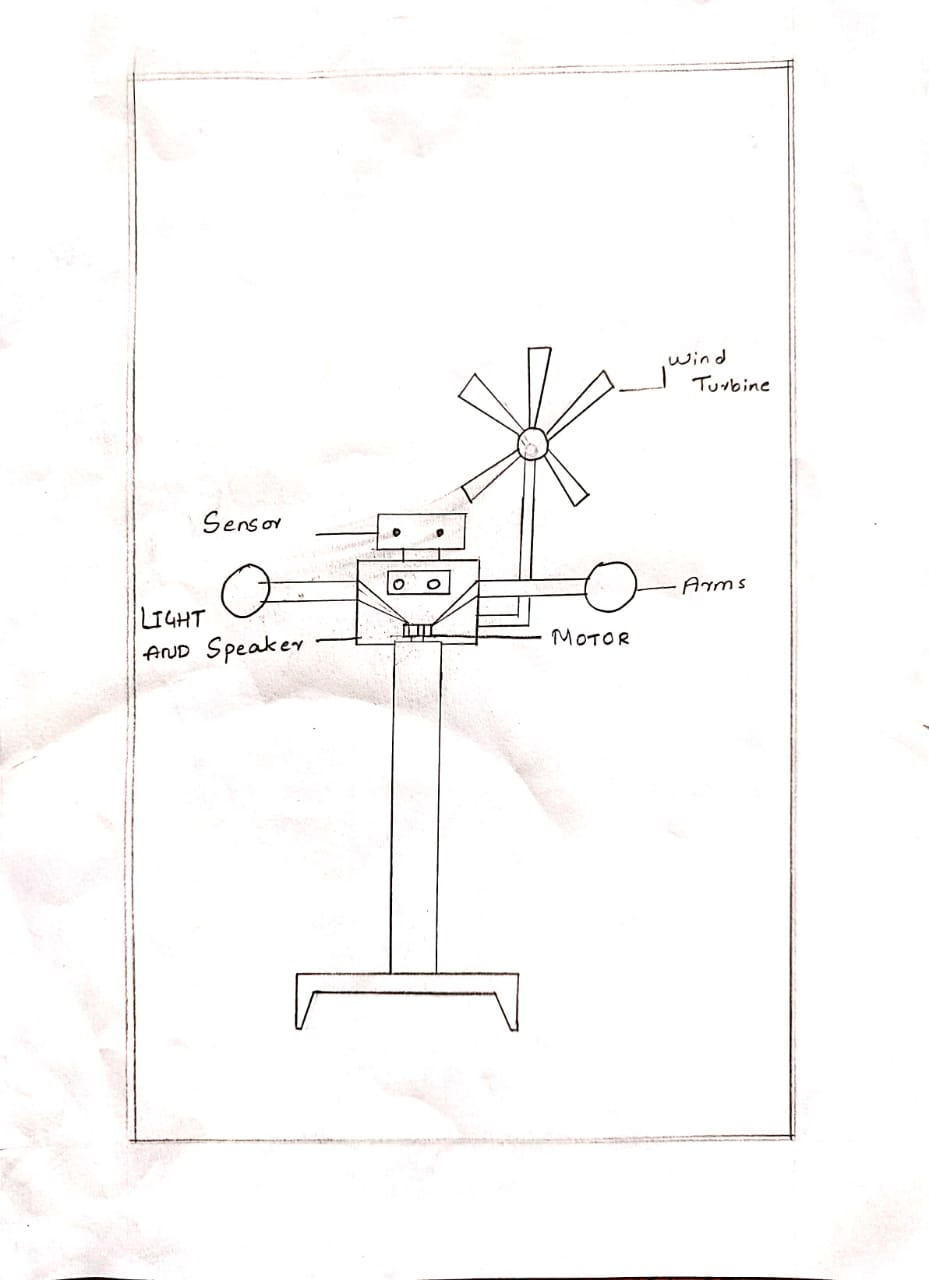 Wind
Turbine
Sensor
Arms
LIGHT
AND Speaker
MOTOR